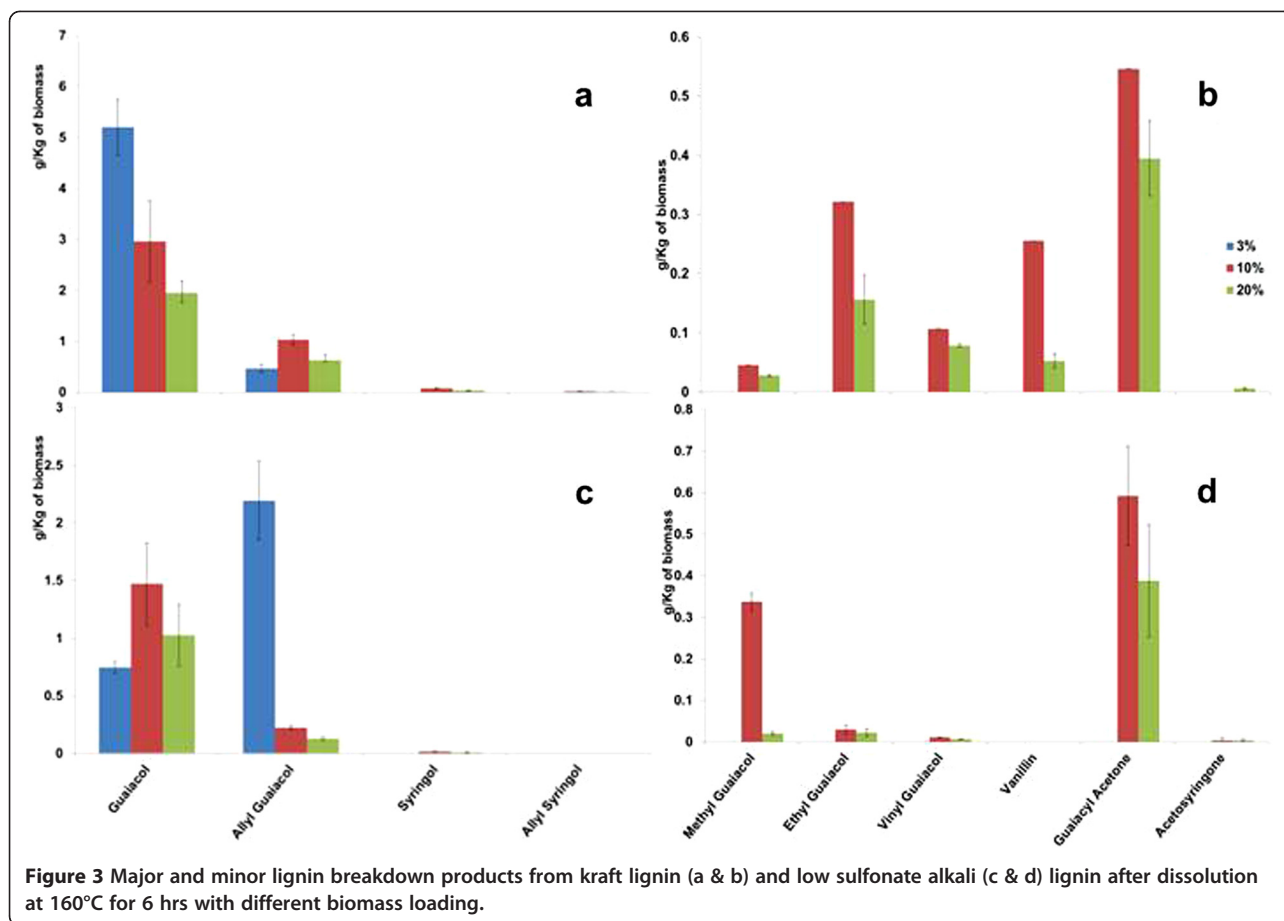 7
6
5
4
3
2
1
0
g/Kg of biomass
a
0.6
0.5
0.4
0.3
0.2
0.1
0
g/Kg of biomass
b
3%
10%
20%
3
2.5
2
1.5
1
0.5
0
g/Kg of biomass
c
Guaiacol
Allyl Guaiacol
Syringol
Allyl Syringol
0.8
0.7
0.6
0.5
0.4
0.3
0.2
0.1
0
g/Kg of biomass
d
Methyl Guaiacol
Ethyl Guaiacol
Vinyl Guaiacol
Vanillin
Guaiacyl Acetone
Acetosyringone
Figure 3 Major and minor lignin breakdown products from kraft lignin (a & b) and low sulfonate alkali (c & d) lignin after dissolution
at 160°C for 6 hrs with different biomass loading.